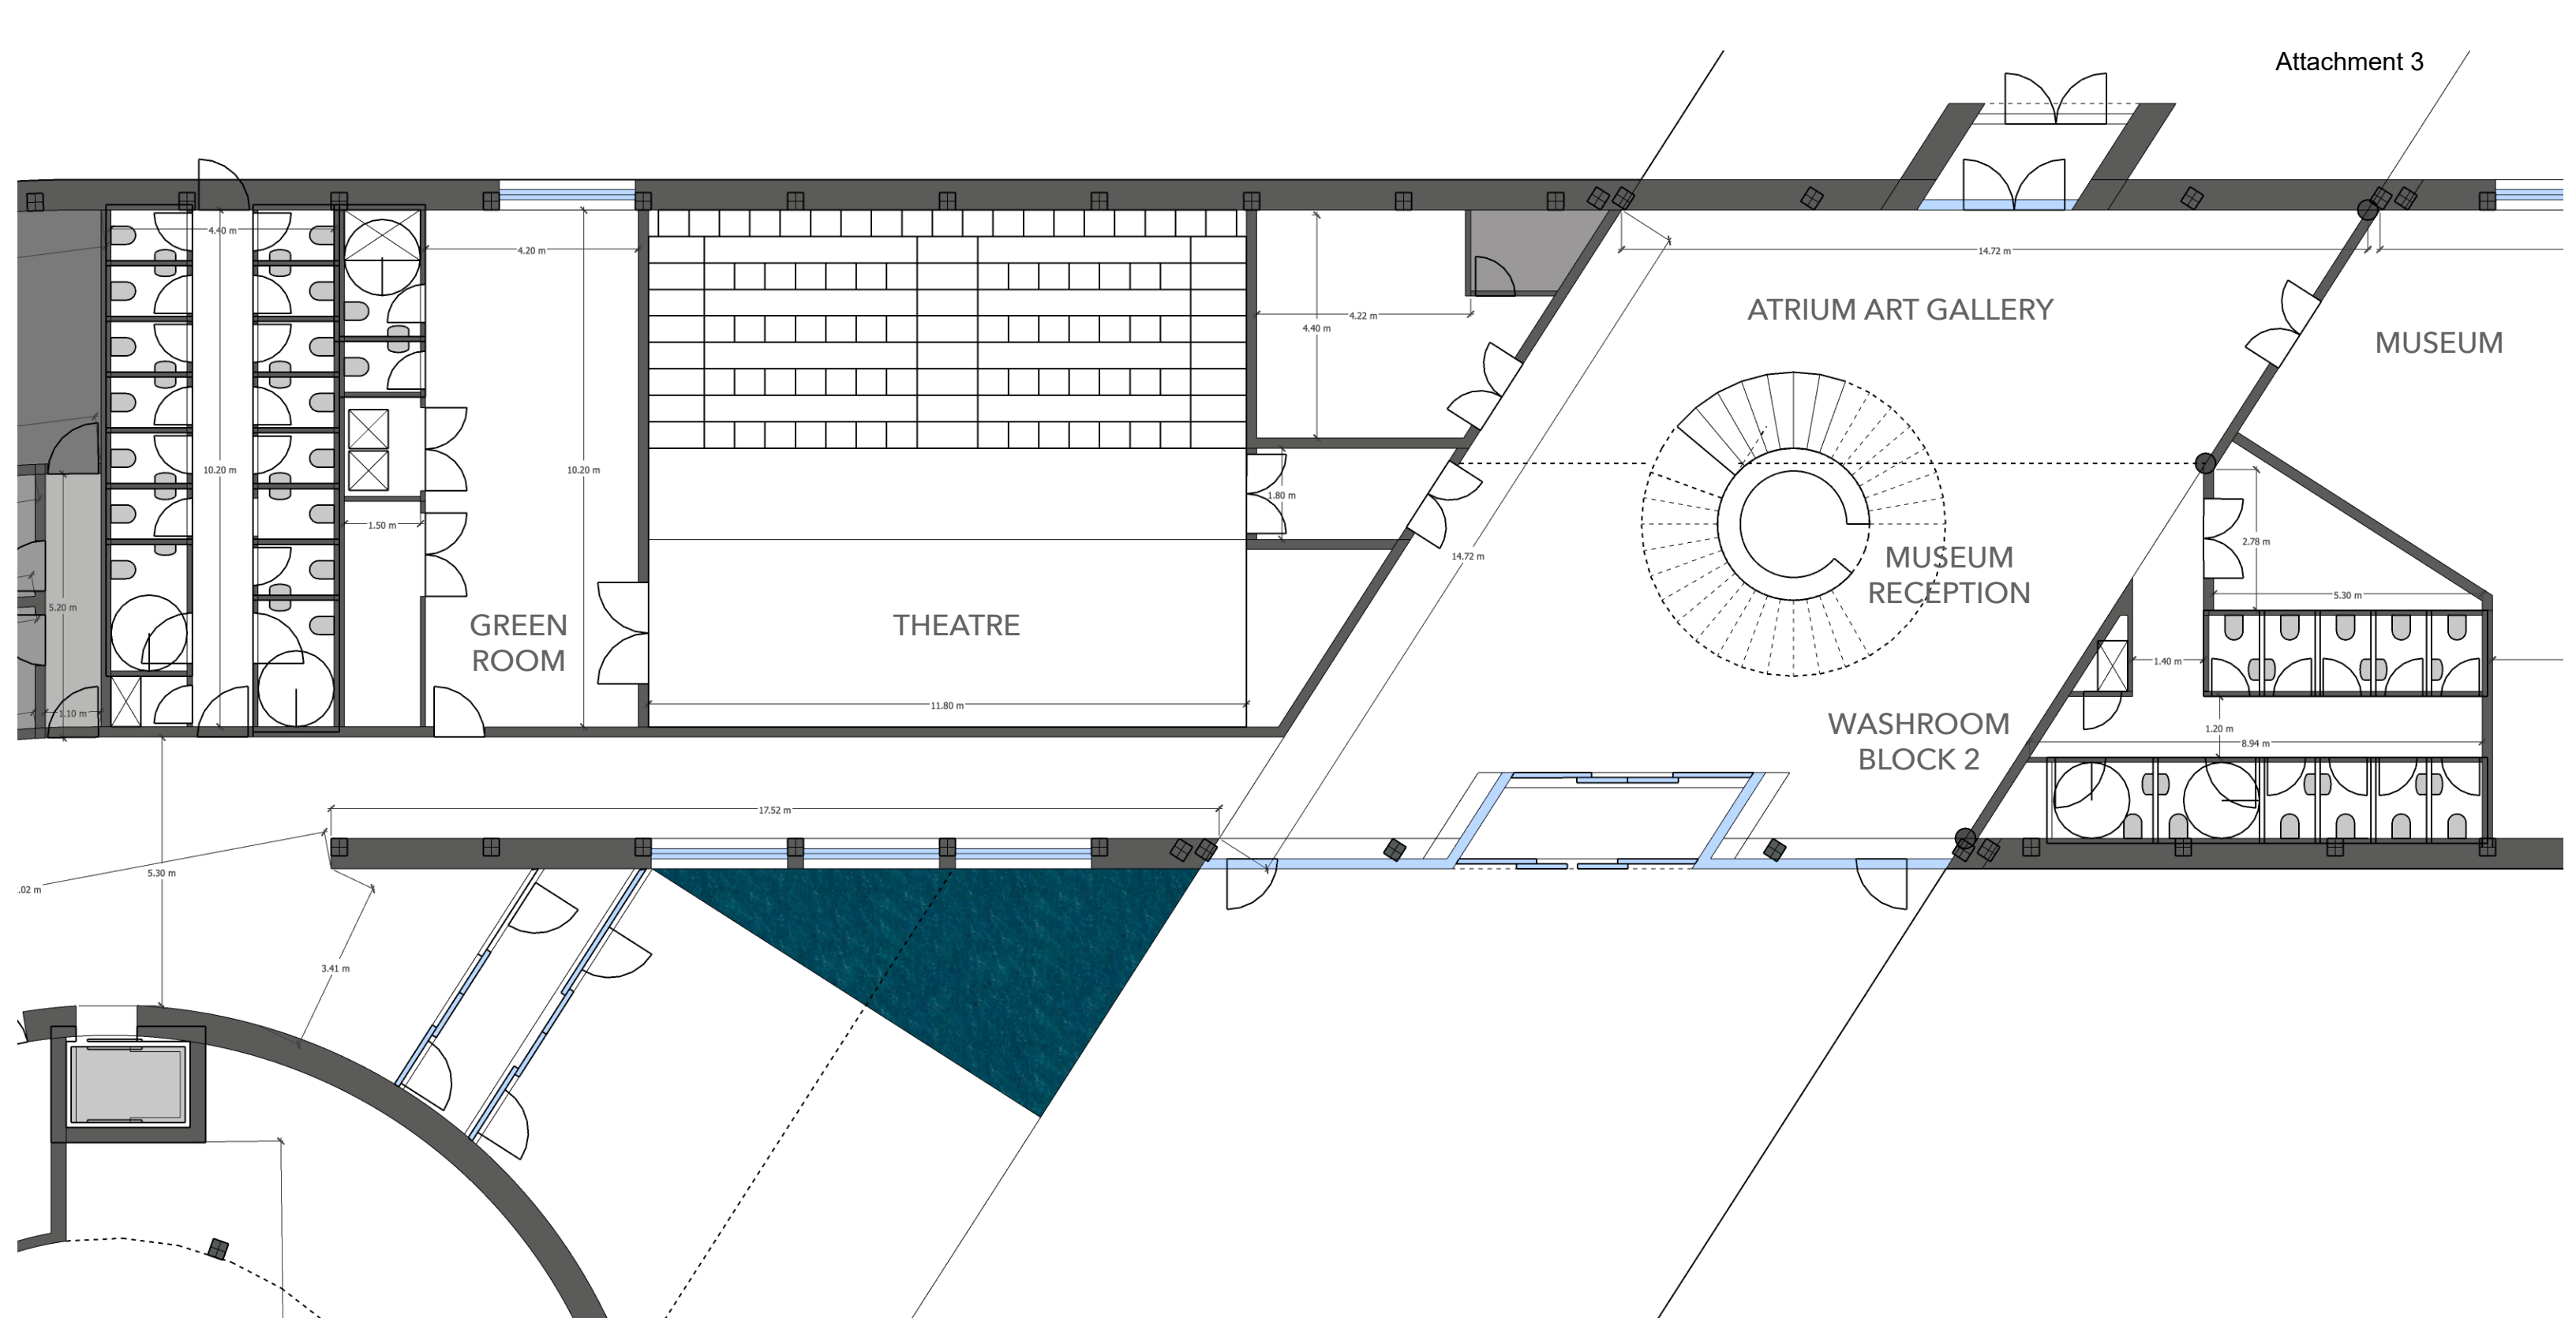 Attachment 3
4.40 m
4.20 m
14.72 m
ATRIUM ART GALLERY
4.22 m
4.40 m
MUSEUM
10.20 m
10.20 m
1.80 m
1.50 m
14.72 m
2.78 m
MUSEUM
RECEPTION
5.30 m
5.20 m
GREEN
ROOM
THEATRE
1.40 m
11.80 m
1.10 m
WASHROOM
BLOCK 2
1.20 m
8.94 m
17.52 m
5.30 m
.02 m
3.41 m